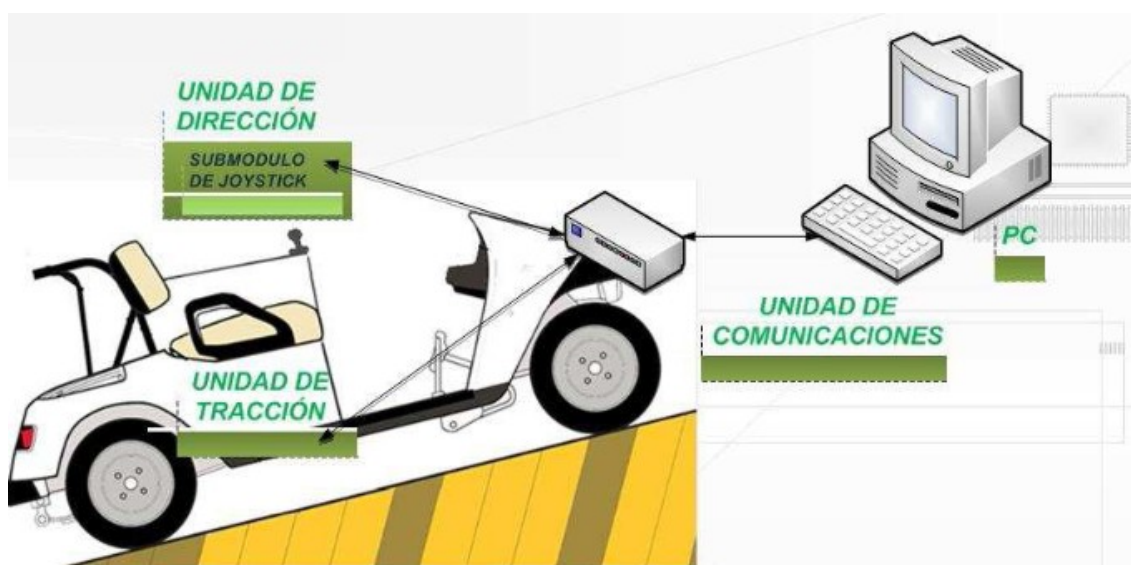 UNIDAD DE
DIRECCIÓN
SUBMODULO
DE JOYSTICK
PC
UNIDAD DE
COMUNICACIONES
UNIDAD DE
TRACCIÓN